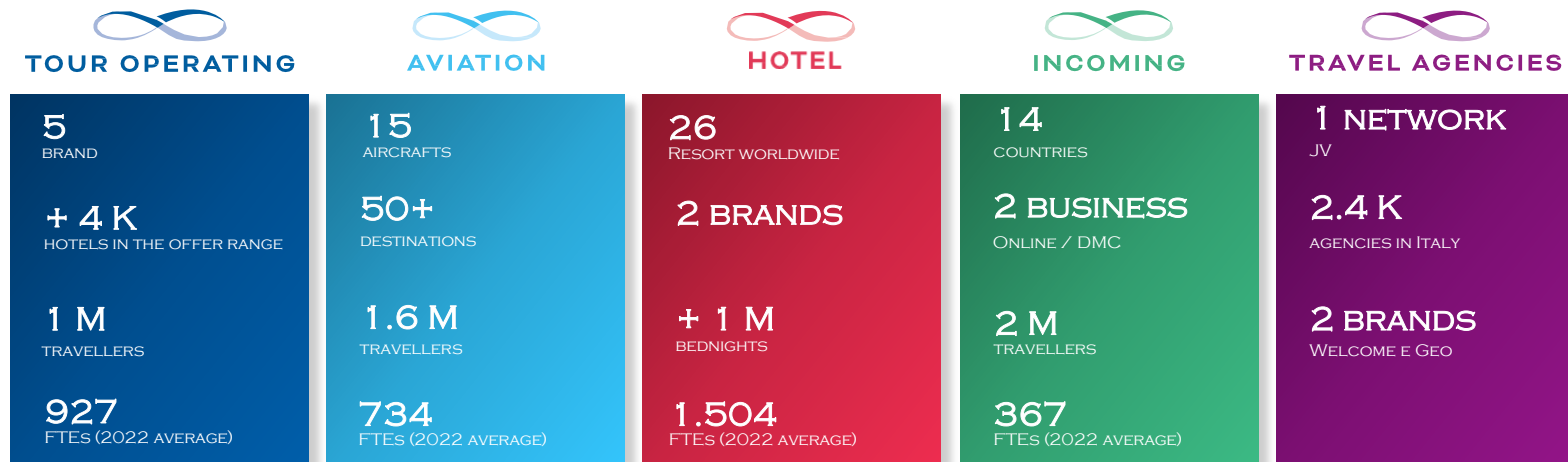 TOUR OPERATING
5
BRAND
+ 4 K
HOTELS IN THE OFFER RANGE
1 M
TRAVELLERS
927
FTES (2022 AVERAGE)
AVIATION
15
AIRCRAFTS
50+
DESTINATIONS
1.6 M
TRAVELLERS
734
FTES (2022 AVERAGE)
HOTEL
26
RESORT WORLDWIDE
2 BRANDS
+ 1 M
BEDNIGHTS
1.504
FTES (2022 AVERAGE)
INCOMING
14
COUNTRIES
2 BUSINESS
ONLINE / DMC
2 M
TRAVELLERS
367
FTES (2022 AVERAGE)
TRAVEL AGENCIES
1 NETWORK
JV
2.4 K
AGENCIES IN ITALY
2 BRANDS
WELCOME E GEO